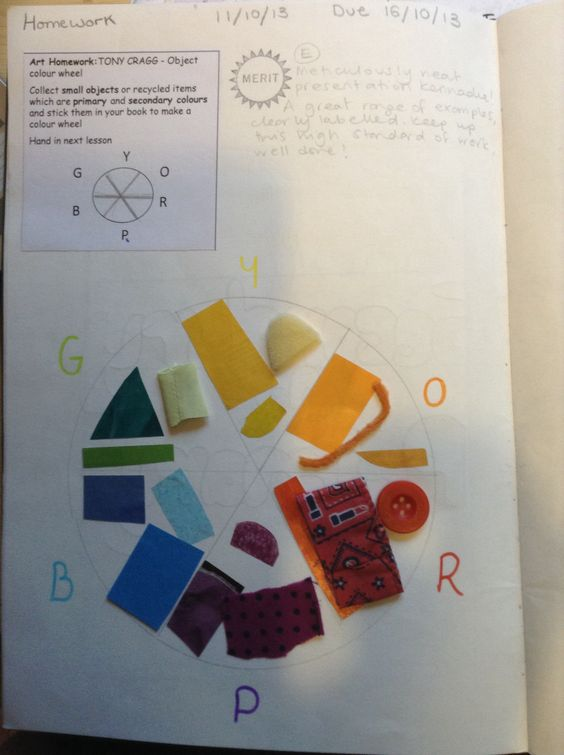 Homework 11/10/13 Due 16/10/13
Art Homework: TONY CRAGG - Object
colour wheel
Collect small objects or recycled items
which are primary and secondary colours
and stick them in your book to make a
colour wheel
Hand in next lesson
Y
G O
B R
P
MERIT
E
Meticulously neat
presentation
A great range of examples,
clearly labelled. Keep up
this high standard of work,
well done!
Y
G
O
B
R
P